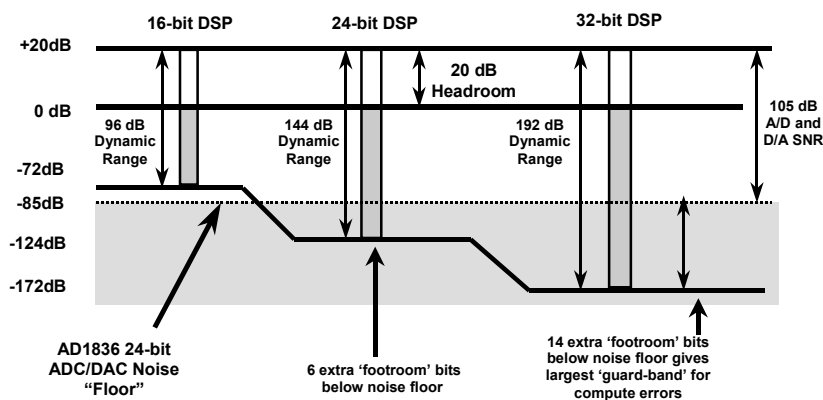 16-bit DSP
24-bit DSP
32-bit DSP
+20dB
20 dB
Headroom
0 dB
96 dB
Dynamic
Range
144 dB
Dynamic
Range
192 dB
Dynamic
Range
105 dB
A/D and
D/A SNR
-72dB
-85dB
-124dB
-172dB
AD1836 24-bit
ADC/DAC Noise
“Floor”
6 extra ‘footroom’ bits
below noise floor
14 extra ‘footroom’ bits
below noise floor gives
largest ‘guard-band’ for
compute errors